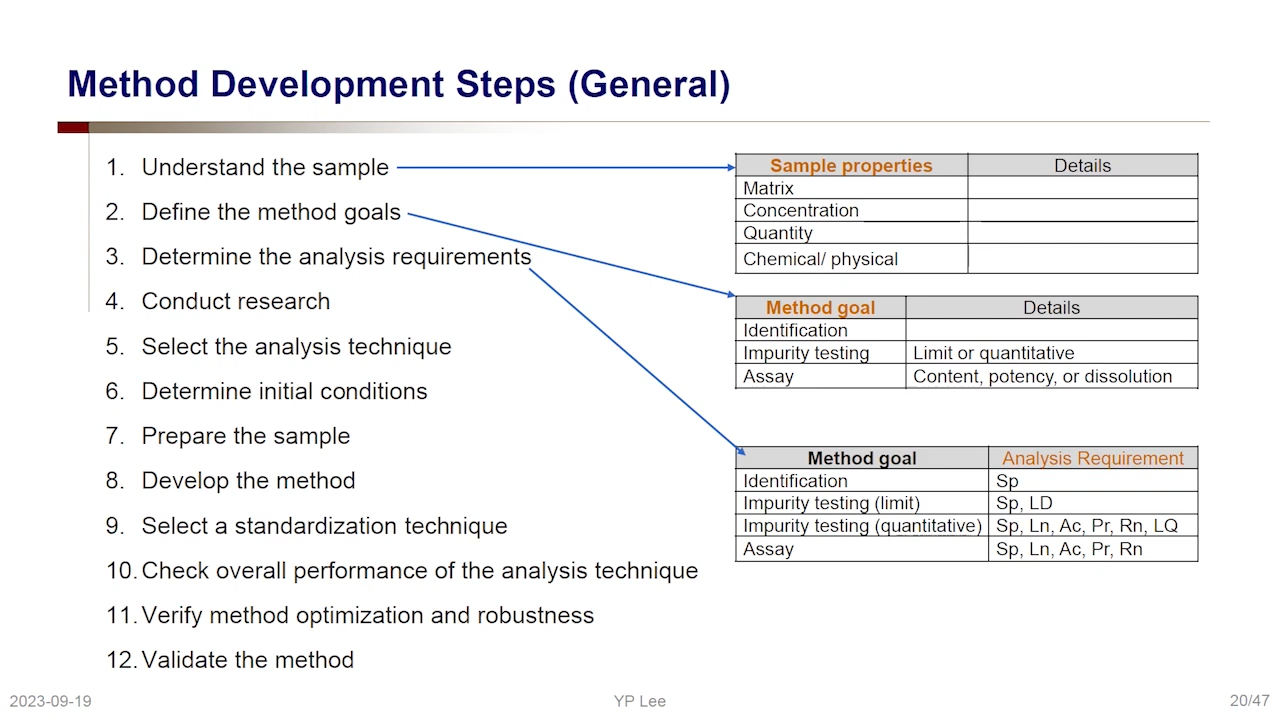 Method Development Steps (General)
1. Understand the sample
2. Define the method goals
3. Determine the analysis requirements
4. Conduct research
5. Select the analysis technique
6. Determine initial conditions
7. Prepare the sample
8. Develop the method
9. Select a standardization technique
10. Check overall performance of the analysis technique
11. Verify method optimization and robustness
12. Validate the method
Sample properties Details
Matrix
Concentration
Quantity
Chemical/ physical
Method goal Details
Identification
Impurity testing Limit or quantitative
Assay Content, potency, or dissolution
Method goal Analysis Requirement
Identification Sp
Impurity testing (limit) Sp, LD
Impurity testing (quantitative) Sp, Ln, Ac, Pr, Rn, LQ
Assay Sp, Ln, Ac, Pr, Rn
2023-09-19 YP Lee 20/47